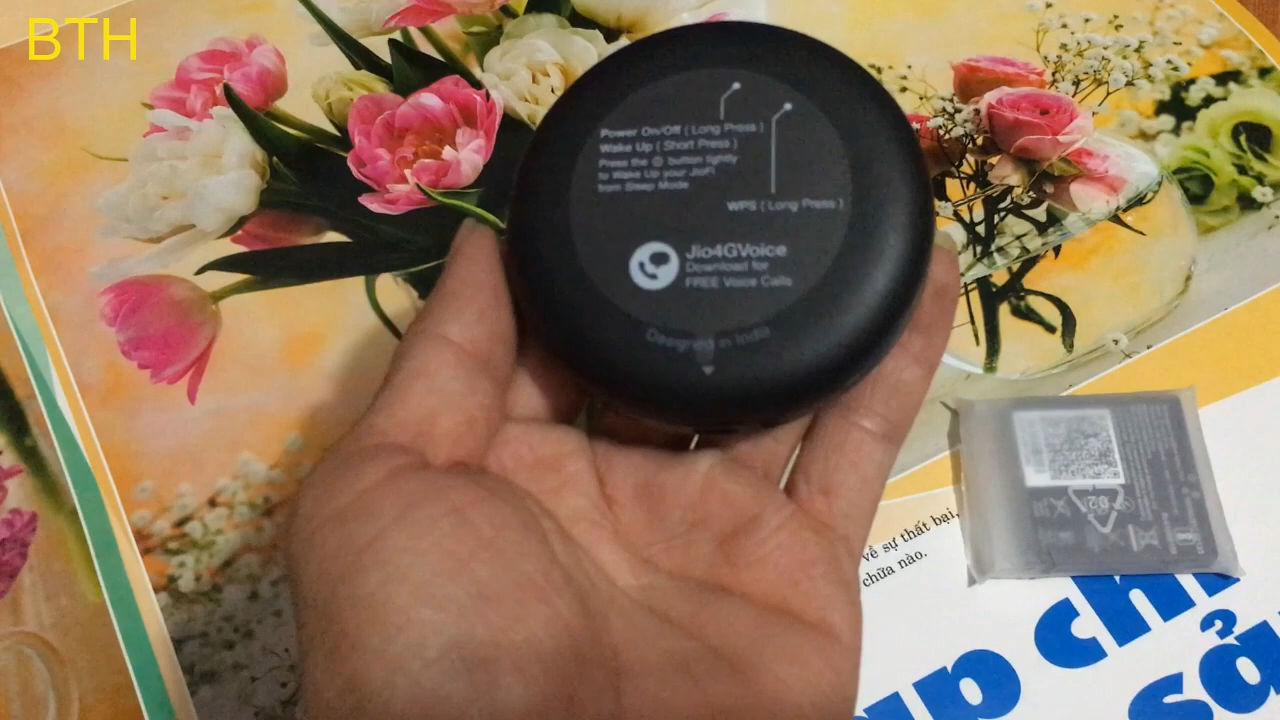 BTH
Power On/Off ( Long Press )
Wake Up ( Short Press )
Press the button lightly
to Wake Up your JioFi
from Sleep Mode
WPS ( Long Press )
Jio4GVoice
Download for
FREE Voice Calls
Designed in India
về sự thất bại,
chữa nào.